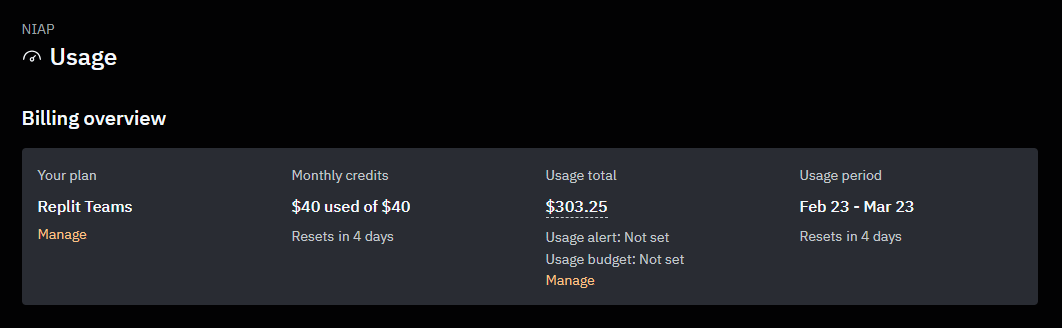 NIAP
Usage
Billing overview
Your plan
Replit Teams
Manage
Monthly credits
$40 used of $40
Resets in 4 days
Usage total
$303.25
Usage alert: Not set
Usage budget: Not set
Manage
Usage period
Feb 23 - Mar 23
Resets in 4 days